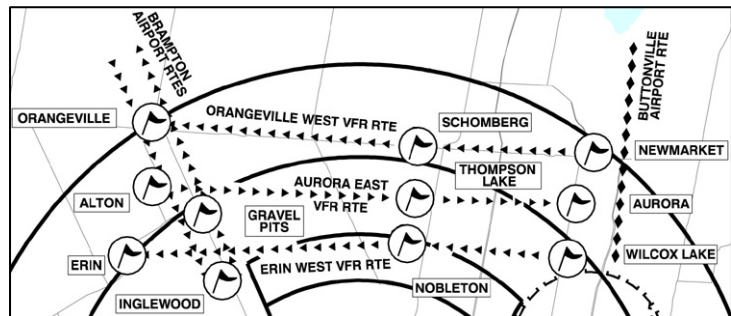 BRAMPTON
AIRPORT RTES
BUTTONVILLE
AIRPORT RTE
ORANGEVILLE
ORANGEVILLE WEST VFR RTE
SCHOMBERG
NEWMARKET
THOMPSON
LAKE
AURORA EAST
VFR RTE
ALTON
AURORA
GRAVEL
PITS
ERIN
WILCOX LAKE
ERIN WEST VFR RTE
NOBLETON
INGLEWOOD